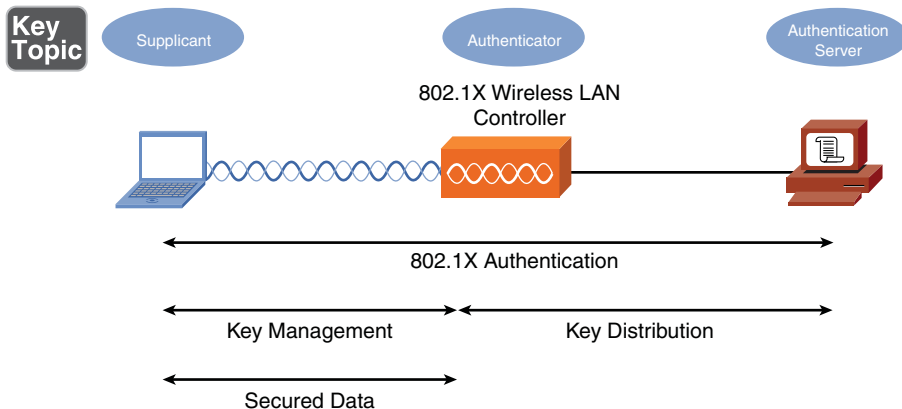 Key
Topic
Supplicant
Authenticator
Authentication
Server
802.1X Wireless LAN
Controller
802.1X Authentication
Key Management
Key Distribution
Secured Data